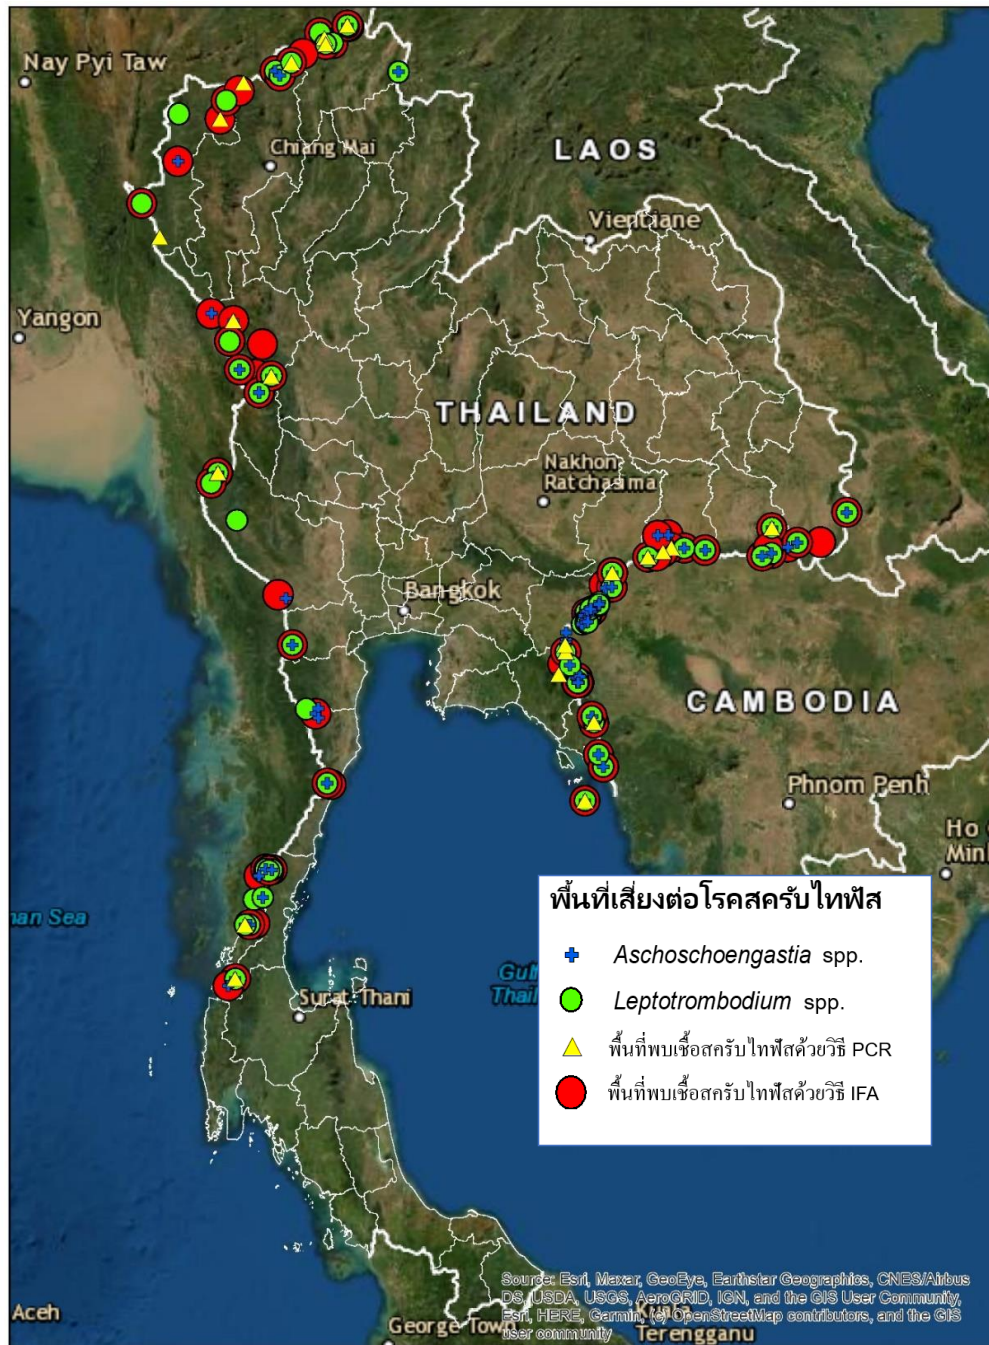 Nay Pyi Taw
Chiang Mai
LAOS
Vientiane
Yangon
THAILAND
Nakhon
Ratchasima
Bangkok
CAMBODIA
Phnom Penh
Ho
Minl
พื้นที่เสี่ยงต่อโรคสครับไทฟัส
Aschoschoengastia spp.
Leptotrombodium spp.
พื้นที่พบเชื้อสครับไทฟัสด้วยวิธี PCR
พื้นที่พบเชื้อสครับไทฟัสด้วยวิธี IFA
nan Sea
Gulf
Thail
Surat Thani
Source: Esri, Maxar, GeoEye, Earthstar Geographics, CNES/Airbus
DS, USDA, USGS, AeroGRID, IGN, and the GIS User Community,
Esri, HERE, Garmin, (c) OpenStreetMap contributors, and the GIS
user community
Aceh
George Town
Kuala
Terengganu